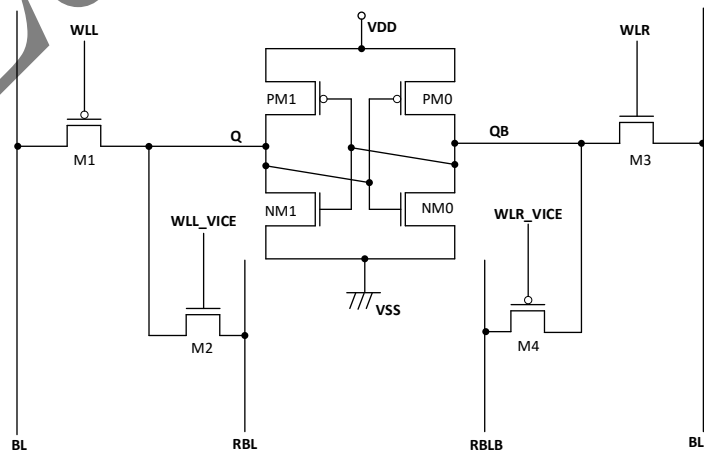 VDD
WLL
WLR
PM1
PM0
Q
QB
M1
M3
NM1
NM0
WLL_VICE
WLR_VICE
VSS
M2
M4
BL
RBL
RBLB
BL